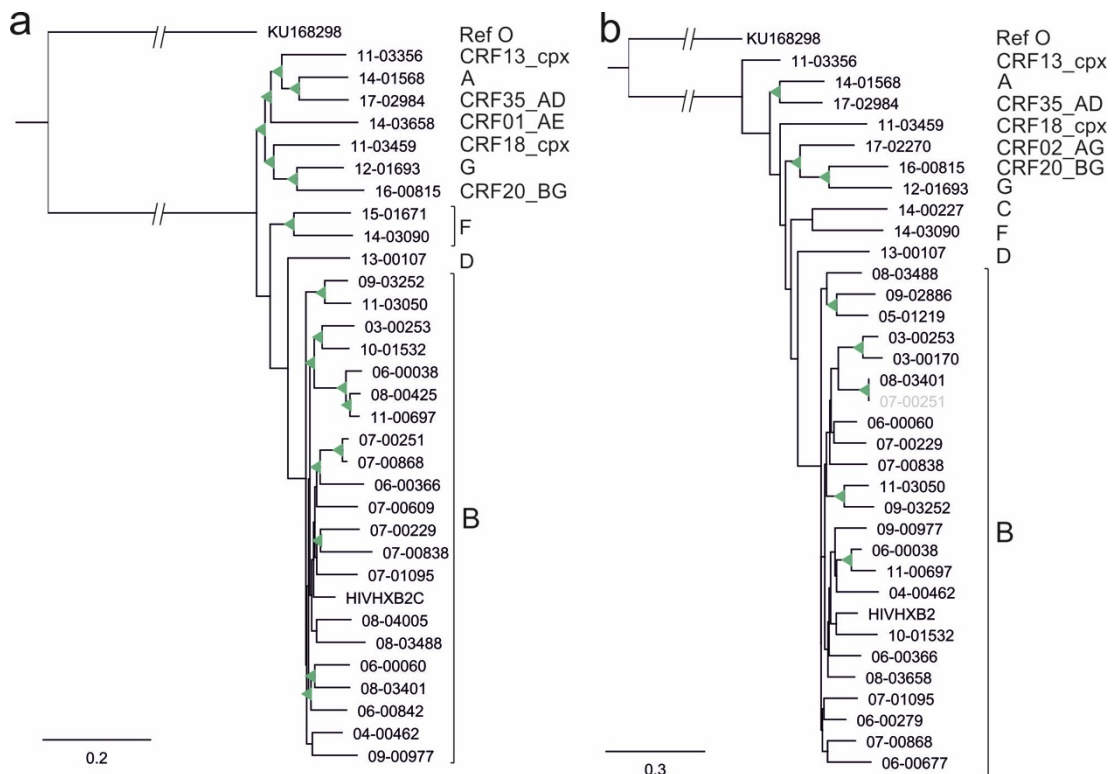 a
KU168298 Ref O
11-03356 CRF13_cpx
14-01568 A
17-02984 CRF35_AD
14-03658 CRF01_AE
11-03459 CRF18_cpx
12-01693 G
16-00815 CRF20_BG
15-01671
F
14-03090
13-00107 D
09-03252
11-03050
03-00253
10-01532
06-00038
08-00425
11-00697
07-00251
07-00868
06-00366
07-00609
B
07-00229
07-00838
07-01095
HIVHXB2C
08-04005
08-03488
06-00060
08-03401
06-00842
04-00462
09-00977
0.2
b
KU168298 Ref O
11-03356 CRF13_cpx
14-01568 A
17-02984 CRF35_AD
11-03459 CRF18_cpx
17-02270 CRF02_AG
16-00815 CRF20_BG
12-01693 G
14-00227 C
14-03090 F
13-00107 D
08-03488
09-02886
05-01219
03-00253
03-00170
08-03401
07-00251
06-00060
07-00229
07-00838
11-03050
B
09-03252
09-00977
06-00038
11-00697
04-00462
HIVHXB2
10-01532
06-00366
08-03658
07-01095
06-00279
07-00868
06-00677
0.3